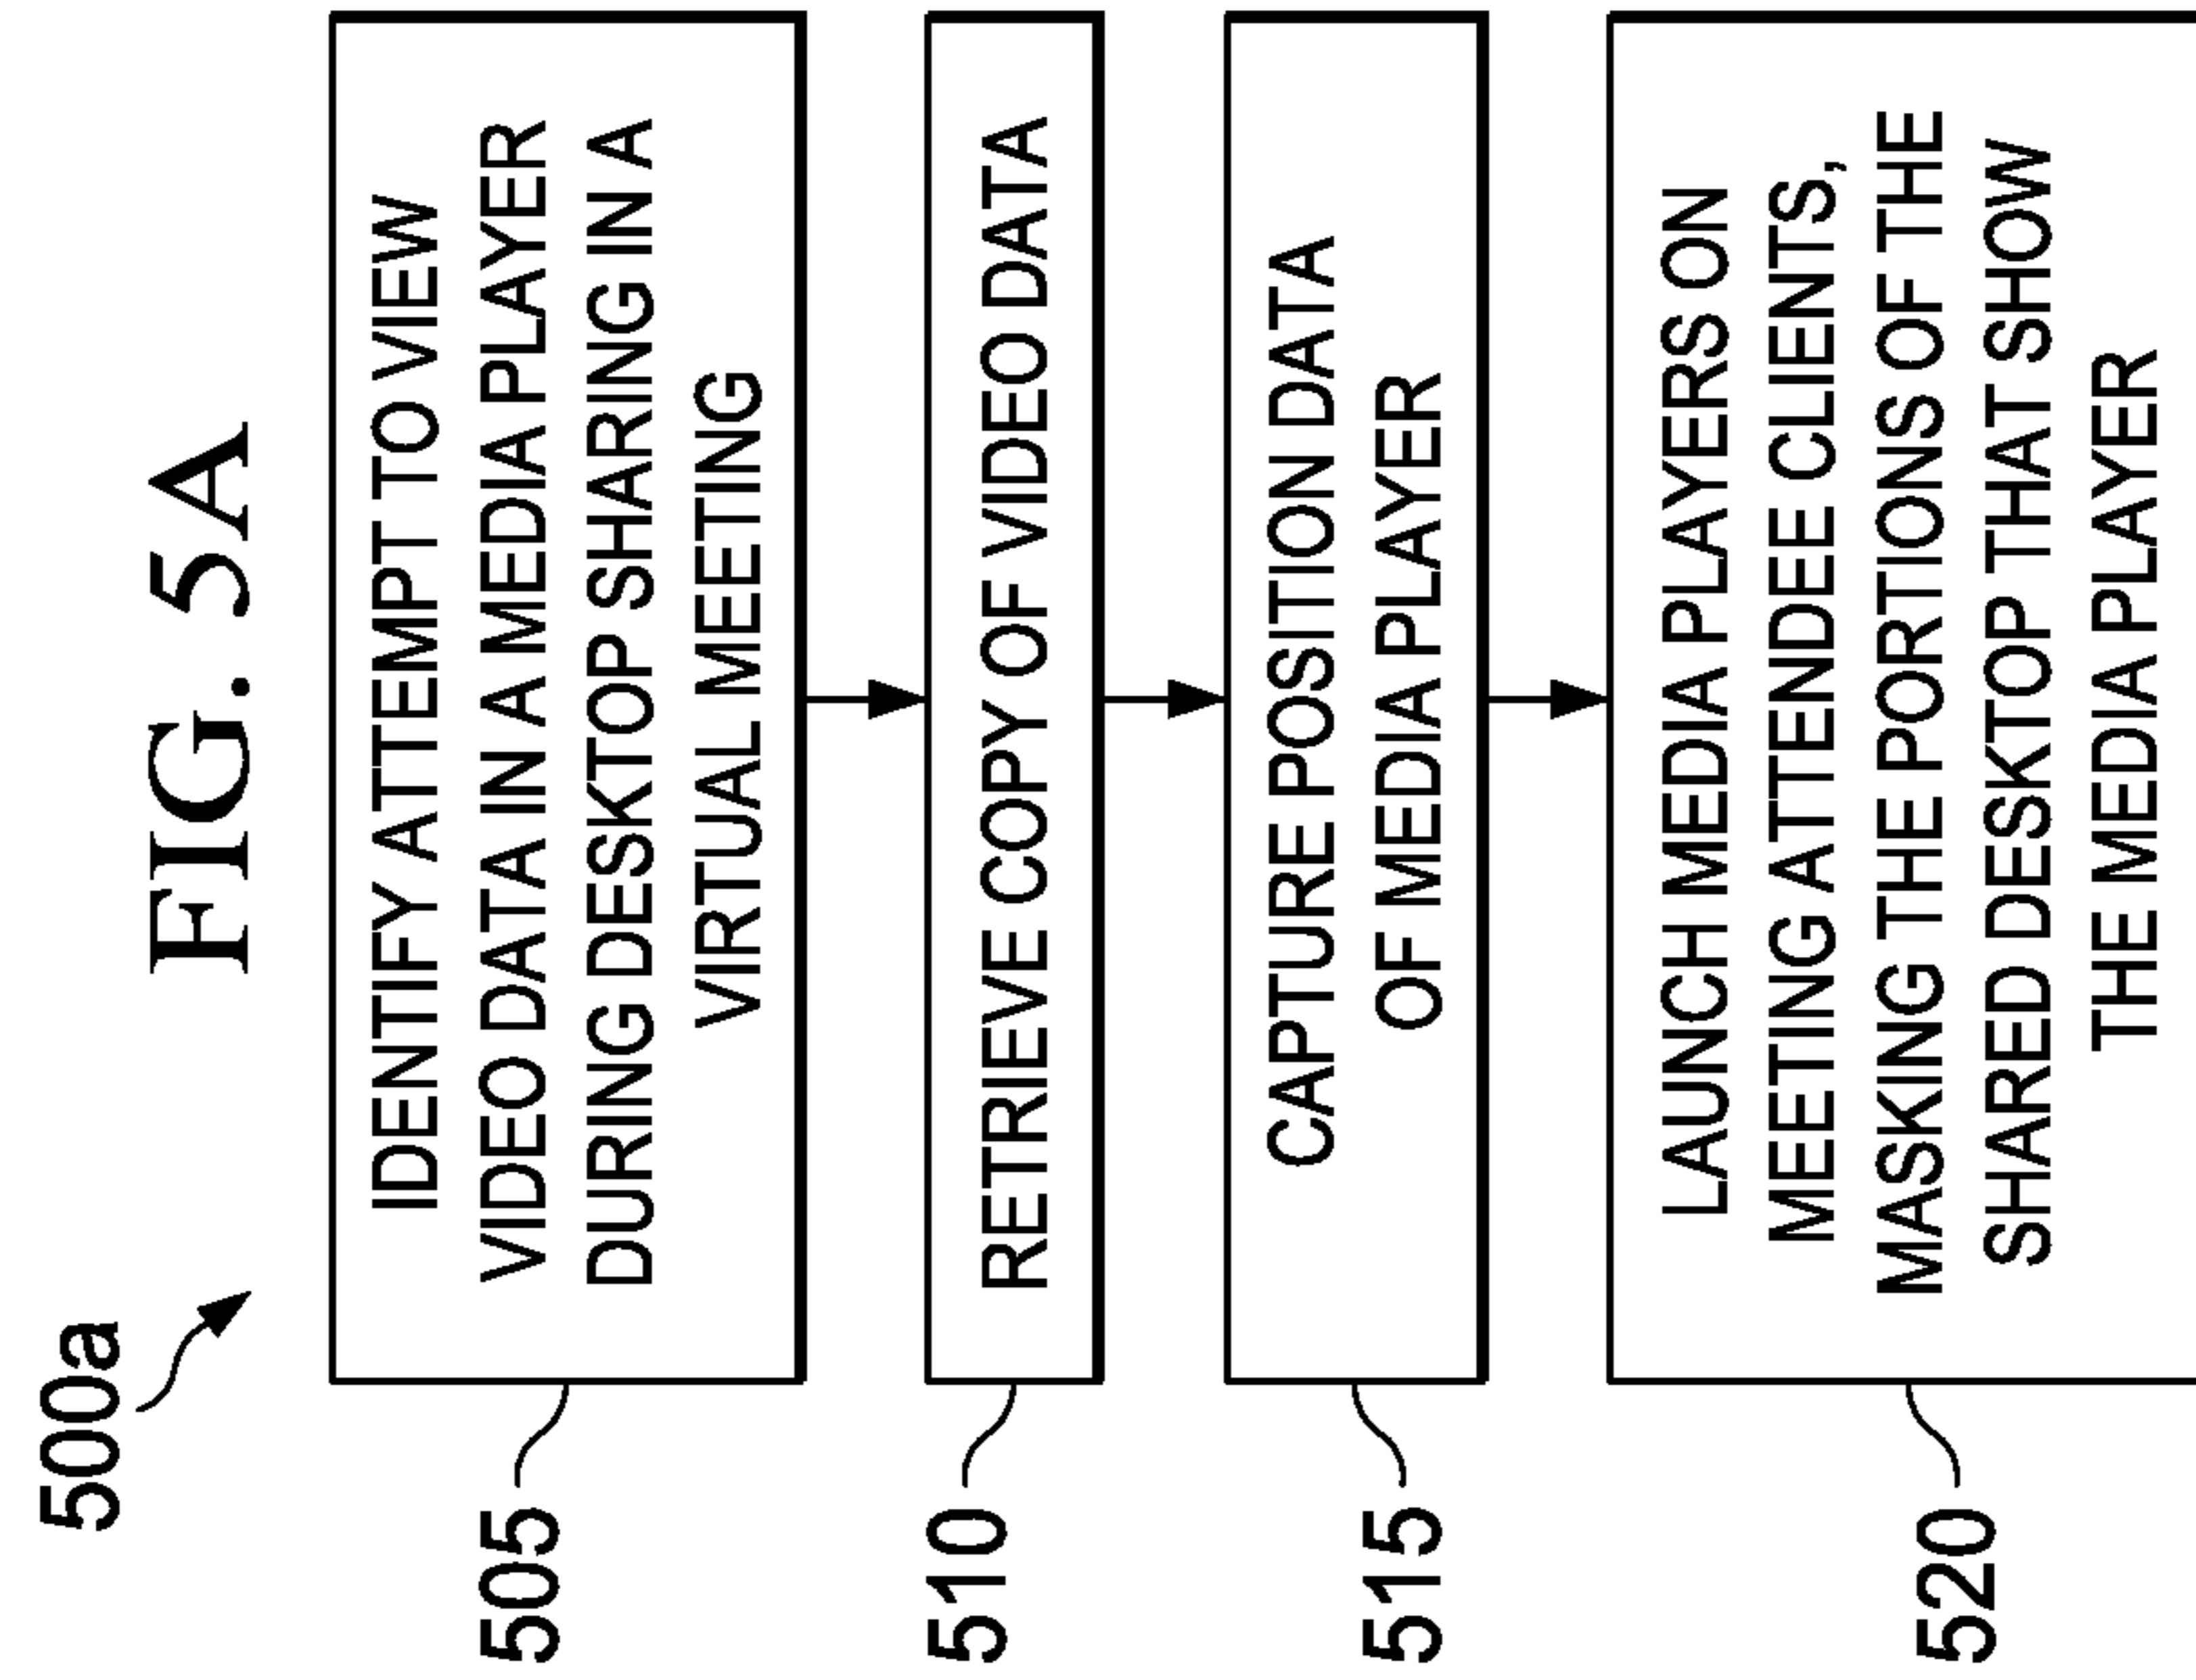 FIG. 5A
500a
505
IDENTIFY ATTEMPT TO VIEW
VIDEO DATA IN A MEDIA PLAYER
DURING DESKTOP SHARING IN A
VIRTUAL MEETING
510
RETRIEVE COPY OF VIDEO DATA
515
CAPTURE POSITION DATA
OF MEDIA PLAYER
520
LAUNCH MEDIA PLAYERS ON
MEETING ATTENDEE CLIENTS,
MASKING THE PORTIONS OF THE
SHARED DESKTOP THAT SHOW
THE MEDIA PLAYER